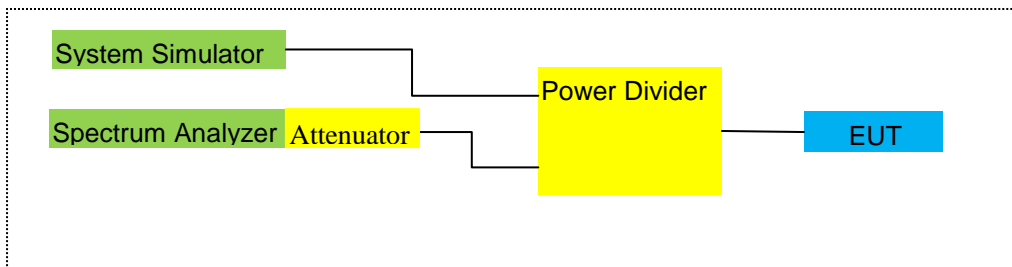 System Simulator
Power Divider
Spectrum Analyzer Attenuator
EUT